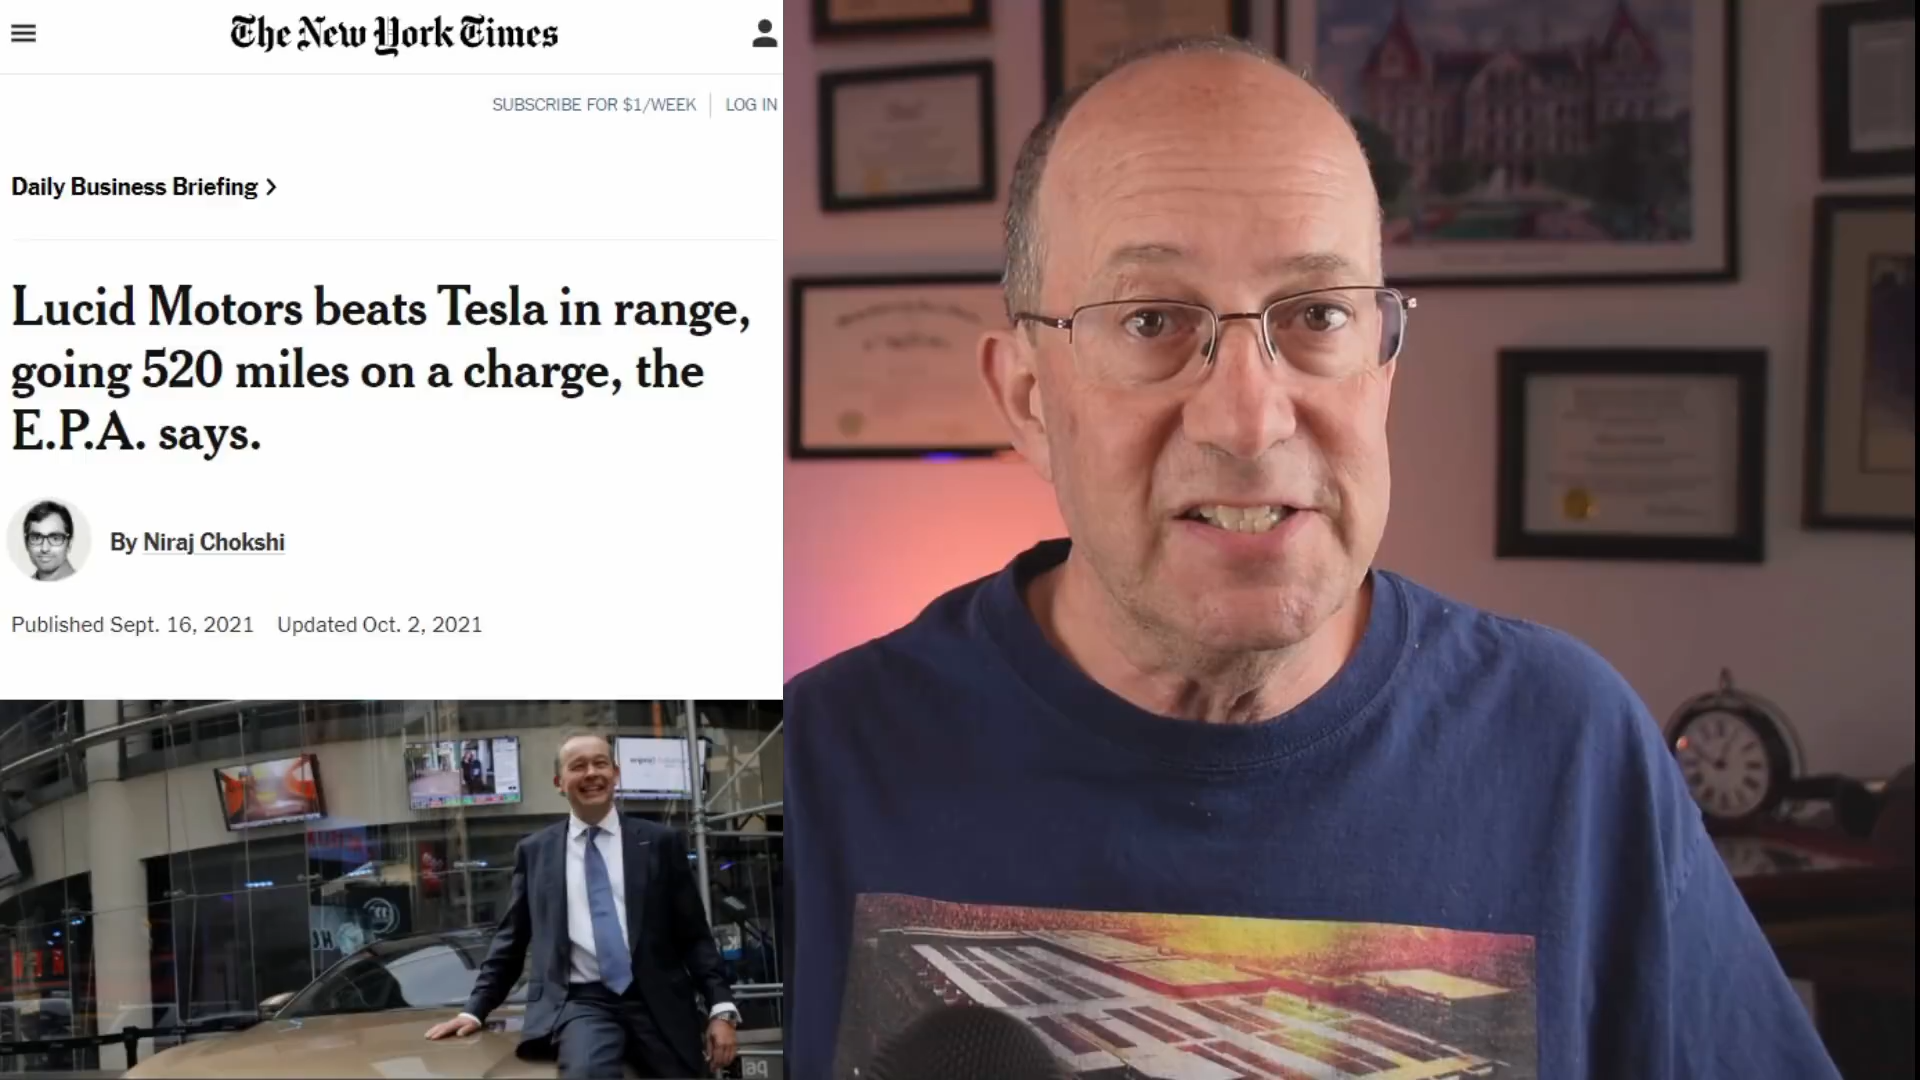 The New York Times
SUBSCRIBE FOR $1/WEEK
LOG IN
Daily Business Briefing >
Lucid Motors beats Tesla in range,
going 520 miles on a charge, the
E.P.A. says.
By Niraj Chokshi
Published Sept. 16, 2021 Updated Oct. 2, 2021